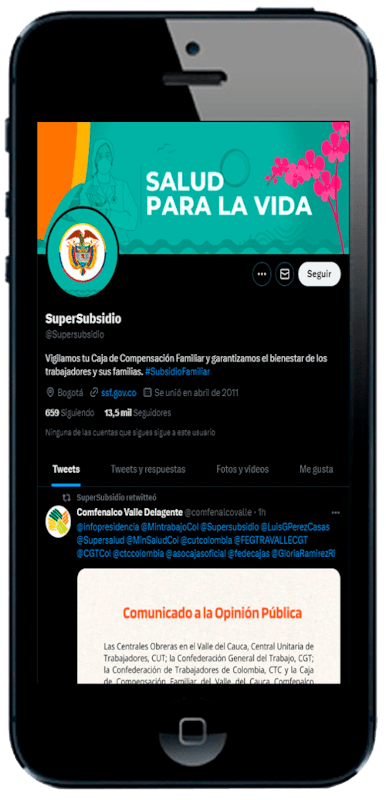 SALUD
PARA LA VIDA
Seguir
SuperSubsidio
@Supersubsidio
Vigilamos tu Caja de Compensación Familiar y garantizamos el bienestar de los
trabajadores y sus familias. #SubsidioFamiliar
Bogotá ssf.gov.co Se unió en abril de 2011
659 Siguiendo 13,5 mil Seguidores
Ninguna de las cuentas que sigues sigue a este usuario
Tweets Tweets y respuestas Fotos y videos Me gusta
SuperSubsidio retwitteó
Comfenalco Valle Delagente @comfenalcovalle · 1h
@infopresidencia @MintrabajoCol @Supersubsidio @LuisGPerezCasas
@Supersalud @MinSaludCol @cutcolombia @FEGTRAVALLECGT
@CGTCol @ctccolombia @asocajasoficial @fedecajas @GloriaRamirezRI
Comunicado a la Opinión Pública
Las Centrales Obreras en el Valle del Cauca, Central Unitaria de
Trabajadores, CUT; la Confederación General del Trabajo, CGT;
la Confederación de Trabajadores de Colombia, CTC y la Caja
de Compensación Familiar del Valle del Cauca Comfenalco